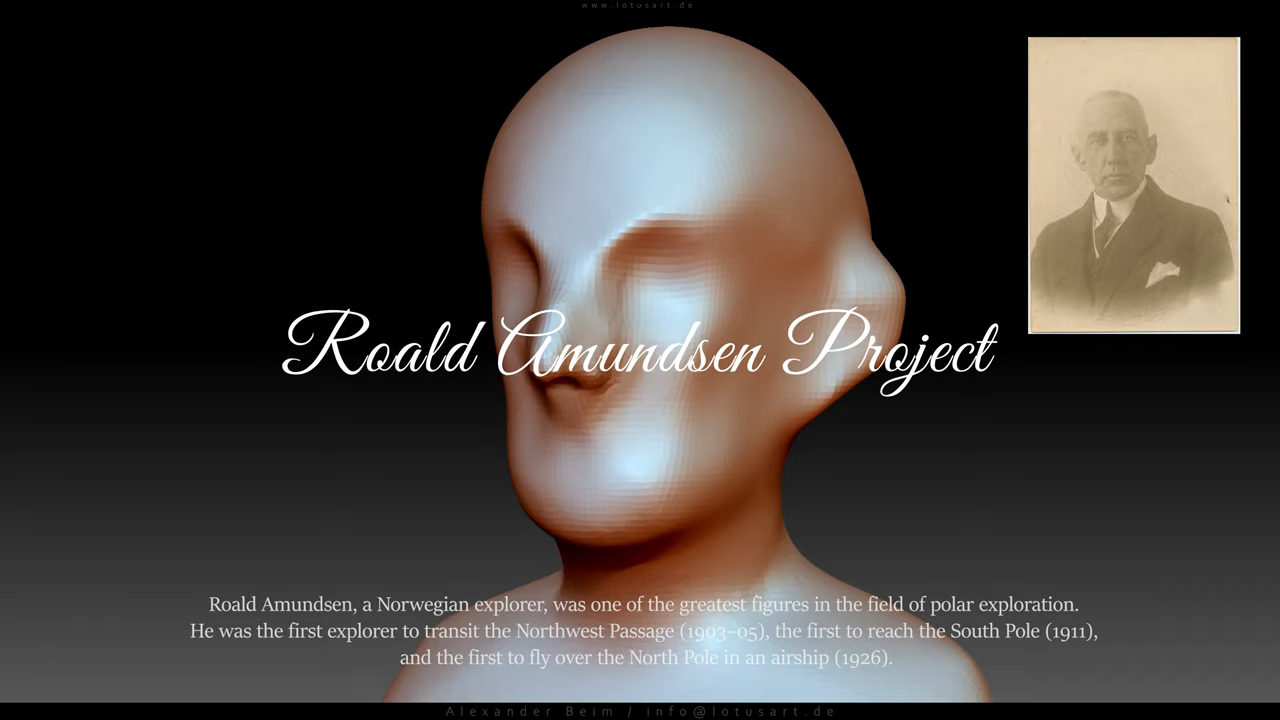 www.lotusart.de
Roald Amundsen Project
Roald Amundsen, a Norwegian explorer, was one of the greatest figures in the field of polar exploration.
He was the first explorer to transit the Northwest Passage (1903–05), the first to reach the South Pole (1911),
and the first to fly over the North Pole in an airship (1926).
Alexander Beim / info@lotusart.de